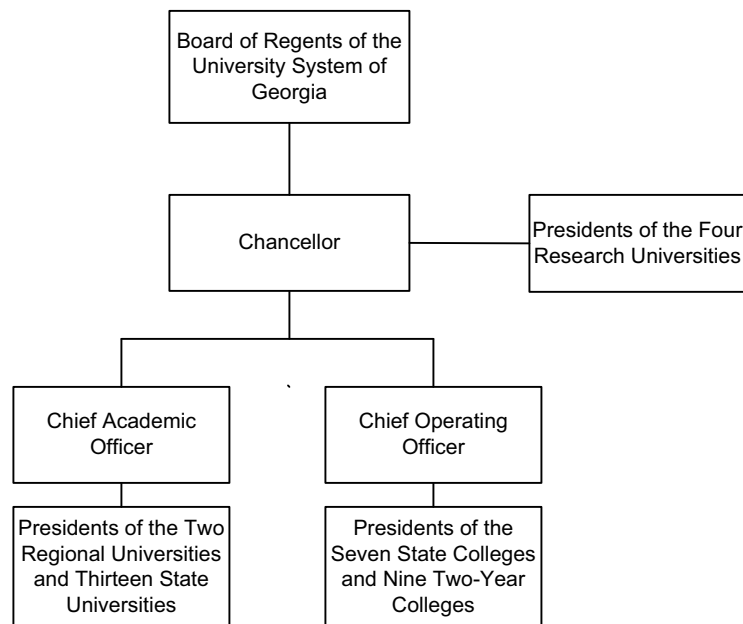 Board of Regents of the
University System of
Georgia
Chancellor
Presidents of the Four
Research Universities
Chief Academic
Officer
Chief Operating
Officer
Presidents of the Two
Regional Universities
and Thirteen State
Universities
Presidents of the
Seven State Colleges
and Nine Two-Year
Colleges